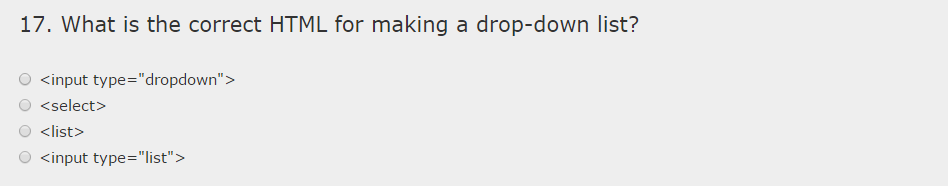 17. What is the correct HTML for making a drop-down list?
<input type="dropdown">
<select>
<list>
<input type="list">